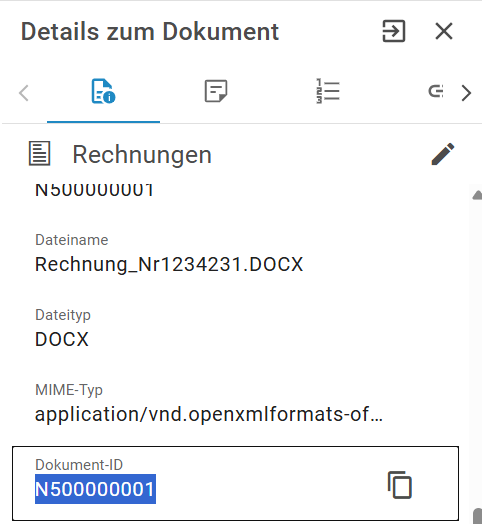 Details zum Dokument
Rechnungen
N500000001
Dateiname
Rechnung_Nr1234231.DOCX
Dateityp
DOCX
MIME-Typ
application/vnd.openxmlformats-of…
Dokument-ID
N500000001